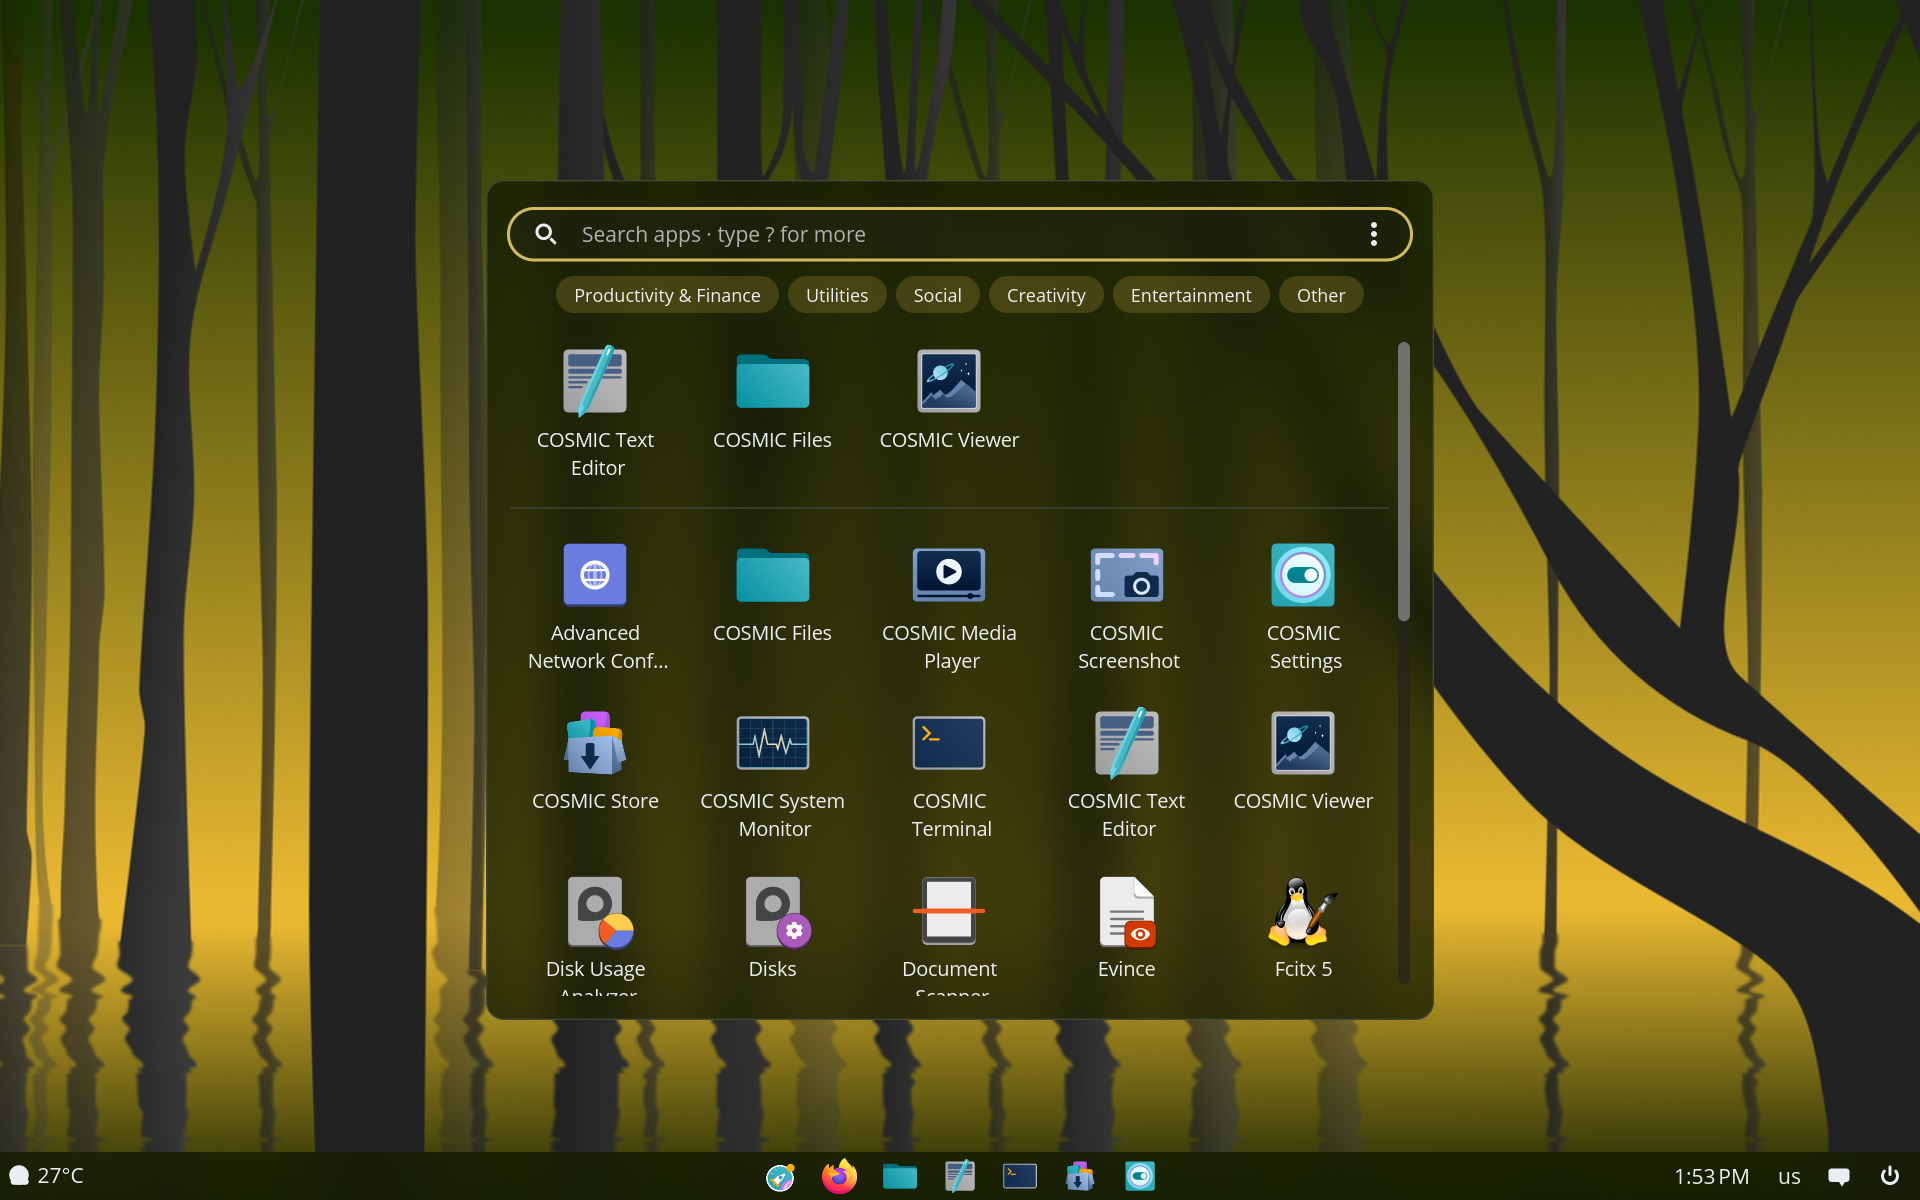 Search apps · type ? for more
Productivity & Finance
Utilities
Social
Creativity
Entertainment
Other
COSMIC Text
Editor
COSMIC Files
COSMIC Viewer
Advanced
Network Conf...
COSMIC Files
COSMIC Media
Player
COSMIC
Screenshot
COSMIC
Settings
COSMIC Store
COSMIC System
Monitor
COSMIC
Terminal
COSMIC Text
Editor
COSMIC Viewer
Disk Usage
Analyzer
Disks
Document
Scanner
Evince
Fcitx 5
27°C
1:53 PM
us